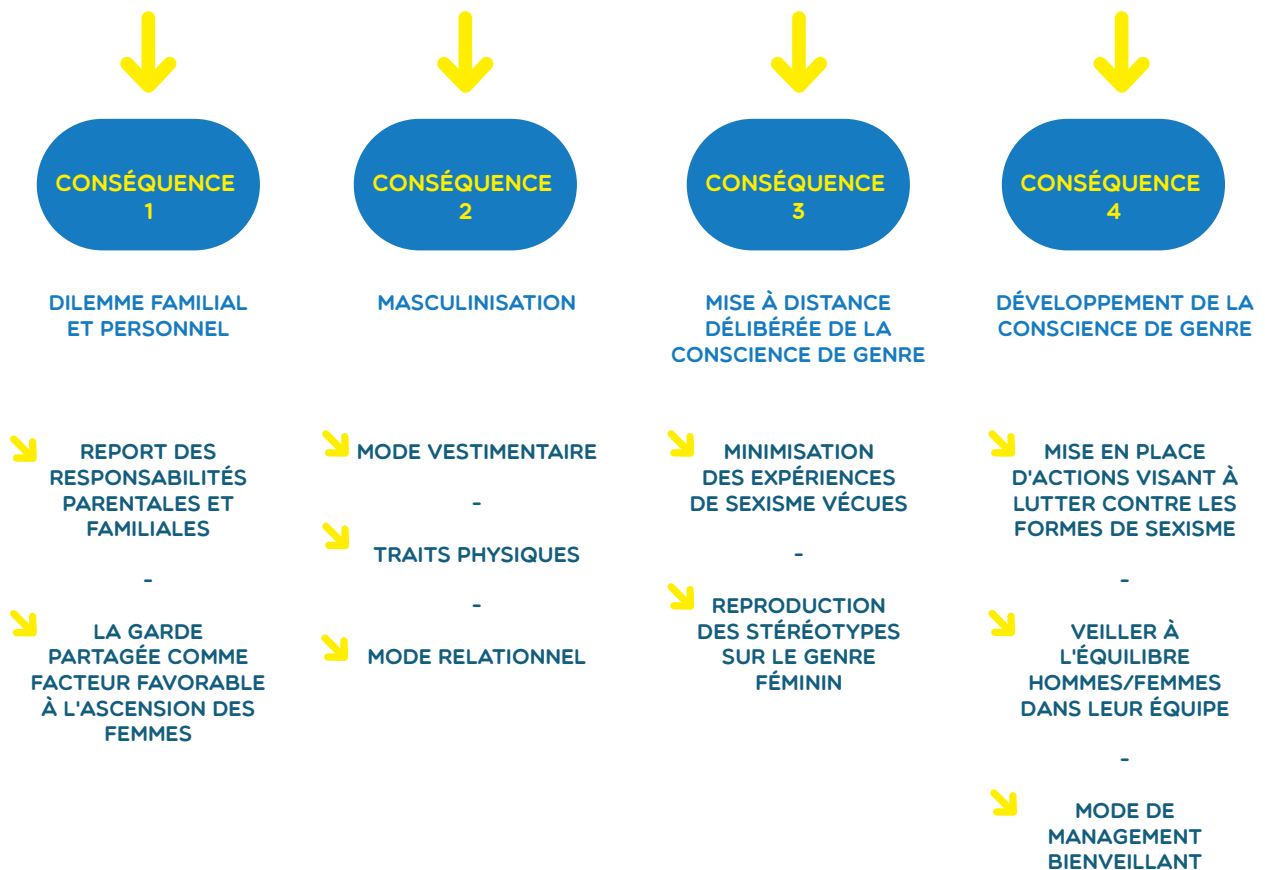 CONSÉQUENCE
1
DILEMME FAMILIAL
ET PERSONNEL
REPORT DES
RESPONSABILITÉS
PARENTALES ET
FAMILIALES
-
LA GARDE
PARTAGÉE COMME
FACTEUR FAVORABLE
À L'ASCENSION DES
FEMMES
CONSÉQUENCE
2
MASCULINISATION
MODE VESTIMENTAIRE
-
TRAITS PHYSIQUES
-
MODE RELATIONNEL
CONSÉQUENCE
3
MISE À DISTANCE
DÉLIBÉRÉE DE LA
CONSCIENCE DE GENRE
MINIMISATION
DES EXPÉRIENCES
DE SEXISME VÉCUES
-
REPRODUCTION
DES STÉRÉOTYPES
SUR LE GENRE
FÉMININ
CONSÉQUENCE
4
DÉVELOPPEMENT DE LA
CONSCIENCE DE GENRE
MISE EN PLACE
D'ACTIONS VISANT À
LUTTER CONTRE LES
FORMES DE SEXISME
-
VEILLER À
L'ÉQUILIBRE
HOMMES/FEMMES
DANS LEUR ÉQUIPE
-
MODE DE
MANAGEMENT
BIENVEILLANT